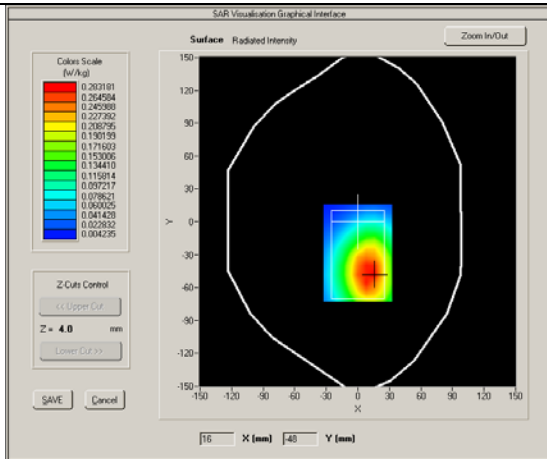 SAR Visualisation Graphical Interface
Surface Radiated Intensity
Zoom In/Out
Colors Scale
(W/kg)
0.283181
0.264584
0.245988
0.227392
0.208795
0.190199
0.171603
0.153006
0.134410
0.115814
0.097217
0.078621
0.060025
0.041428
0.022832
0.004235
150-
120-
90-
60-
30-
0-
-30-
-60-
-90-
-120-
-150-
Y
-150 -120 -90 -60 -30 0 30 60 90 120 150
X
Z-Cuts Control
<< Upper Cut
Z = 4.0 mm
Lower Cut >>
SAVE Cancel
16 X (mm) -48 Y (mm)